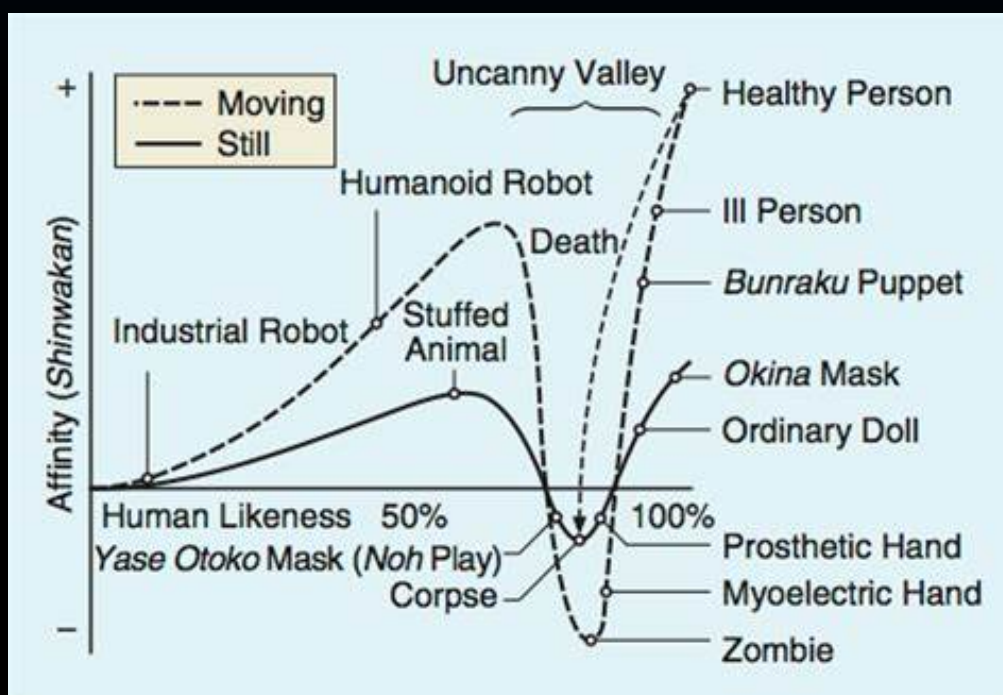 Uncanny Valley
+
Healthy Person
Moving
Still
Humanoid Robot
Ill Person
Death
Bunraku Puppet
Industrial Robot
Stuffed
Animal
Okina Mask
Ordinary Doll
Affinity (Shinwakan)
Human Likeness 50% 100%
Yase Otoko Mask (Noh Play)
Prosthetic Hand
Corpse
Myoelectric Hand
–
Zombie